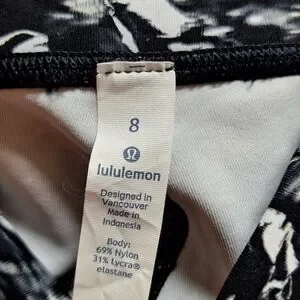 8
lululemon
Designed in
Vancouver
Made in
Indonesia
Body:
69% Nylon
31% Lycra®
elastane